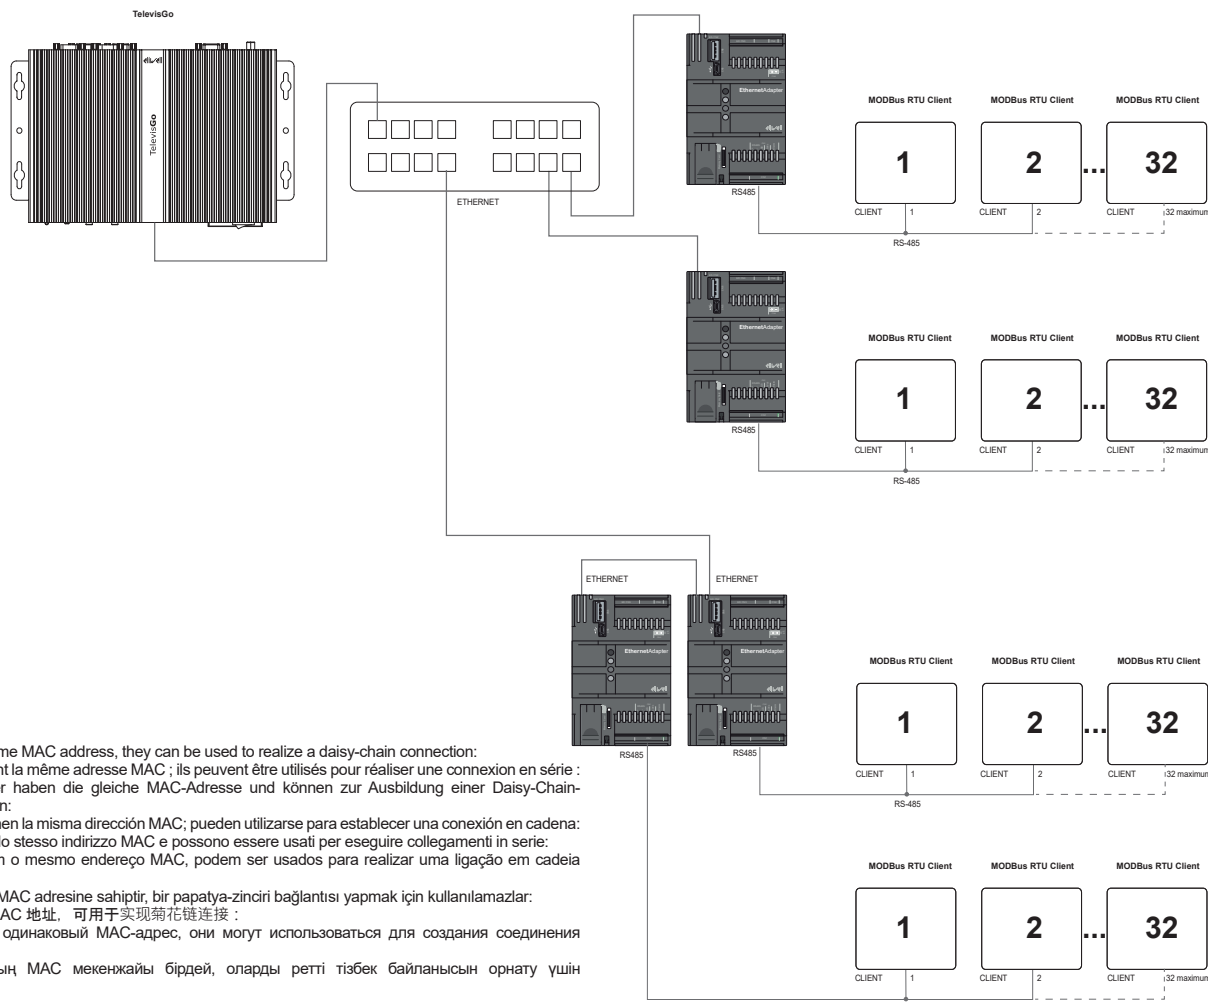 TelevisGo
eliwell
TelevisGo
ETHERNET
EthernetAdapter
eliwell
RS485
MODBus RTU Client
MODBus RTU Client
MODBus RTU Client
1
2
...
32
CLIENT
1
CLIENT
2
CLIENT
32 maximum
RS-485
EthernetAdapter
eliwell
RS485
MODBus RTU Client
MODBus RTU Client
MODBus RTU Client
1
2
...
32
CLIENT
1
CLIENT
2
CLIENT
32 maximum
RS-485
ETHERNET
ETHERNET
EthernetAdapter
eliwell
EthernetAdapter
eliwell
RS485
RS485
MODBus RTU Client
MODBus RTU Client
MODBus RTU Client
1
2
...
32
CLIENT
1
CLIENT
2
CLIENT
32 maximum
RS-485
MODBus RTU Client
MODBus RTU Client
MODBus RTU Client
1
2
...
32
CLIENT
1
CLIENT
2
CLIENT
32 maximum
MAC address, they can be used to realize a daisy-chain connection:
la même adresse MAC ; ils peuvent être utilisés pour réaliser une connexion en série :
haben die gleiche MAC-Adresse und können zur Ausbildung einer Daisy-Chain-
la misma dirección MAC; pueden utilizarse para establecer una conexión en cadena:
lo stesso indirizzo MAC e possono essere usati per eseguire collegamenti in serie:
o mesmo endereço MAC, podem ser usados para realizar uma ligação em cadeia
MAC adresine sahiptir, bir papatya-zinciri bağlantısı yapmak için kullanılamazlar:
AC 地址，可用于实现菊花链连接：
одинаковый MAC-адрес, они могут использоваться для создания соединения
MAC мекенжайы бірдей, оларды ретті тізбек байланысын орнату үшін